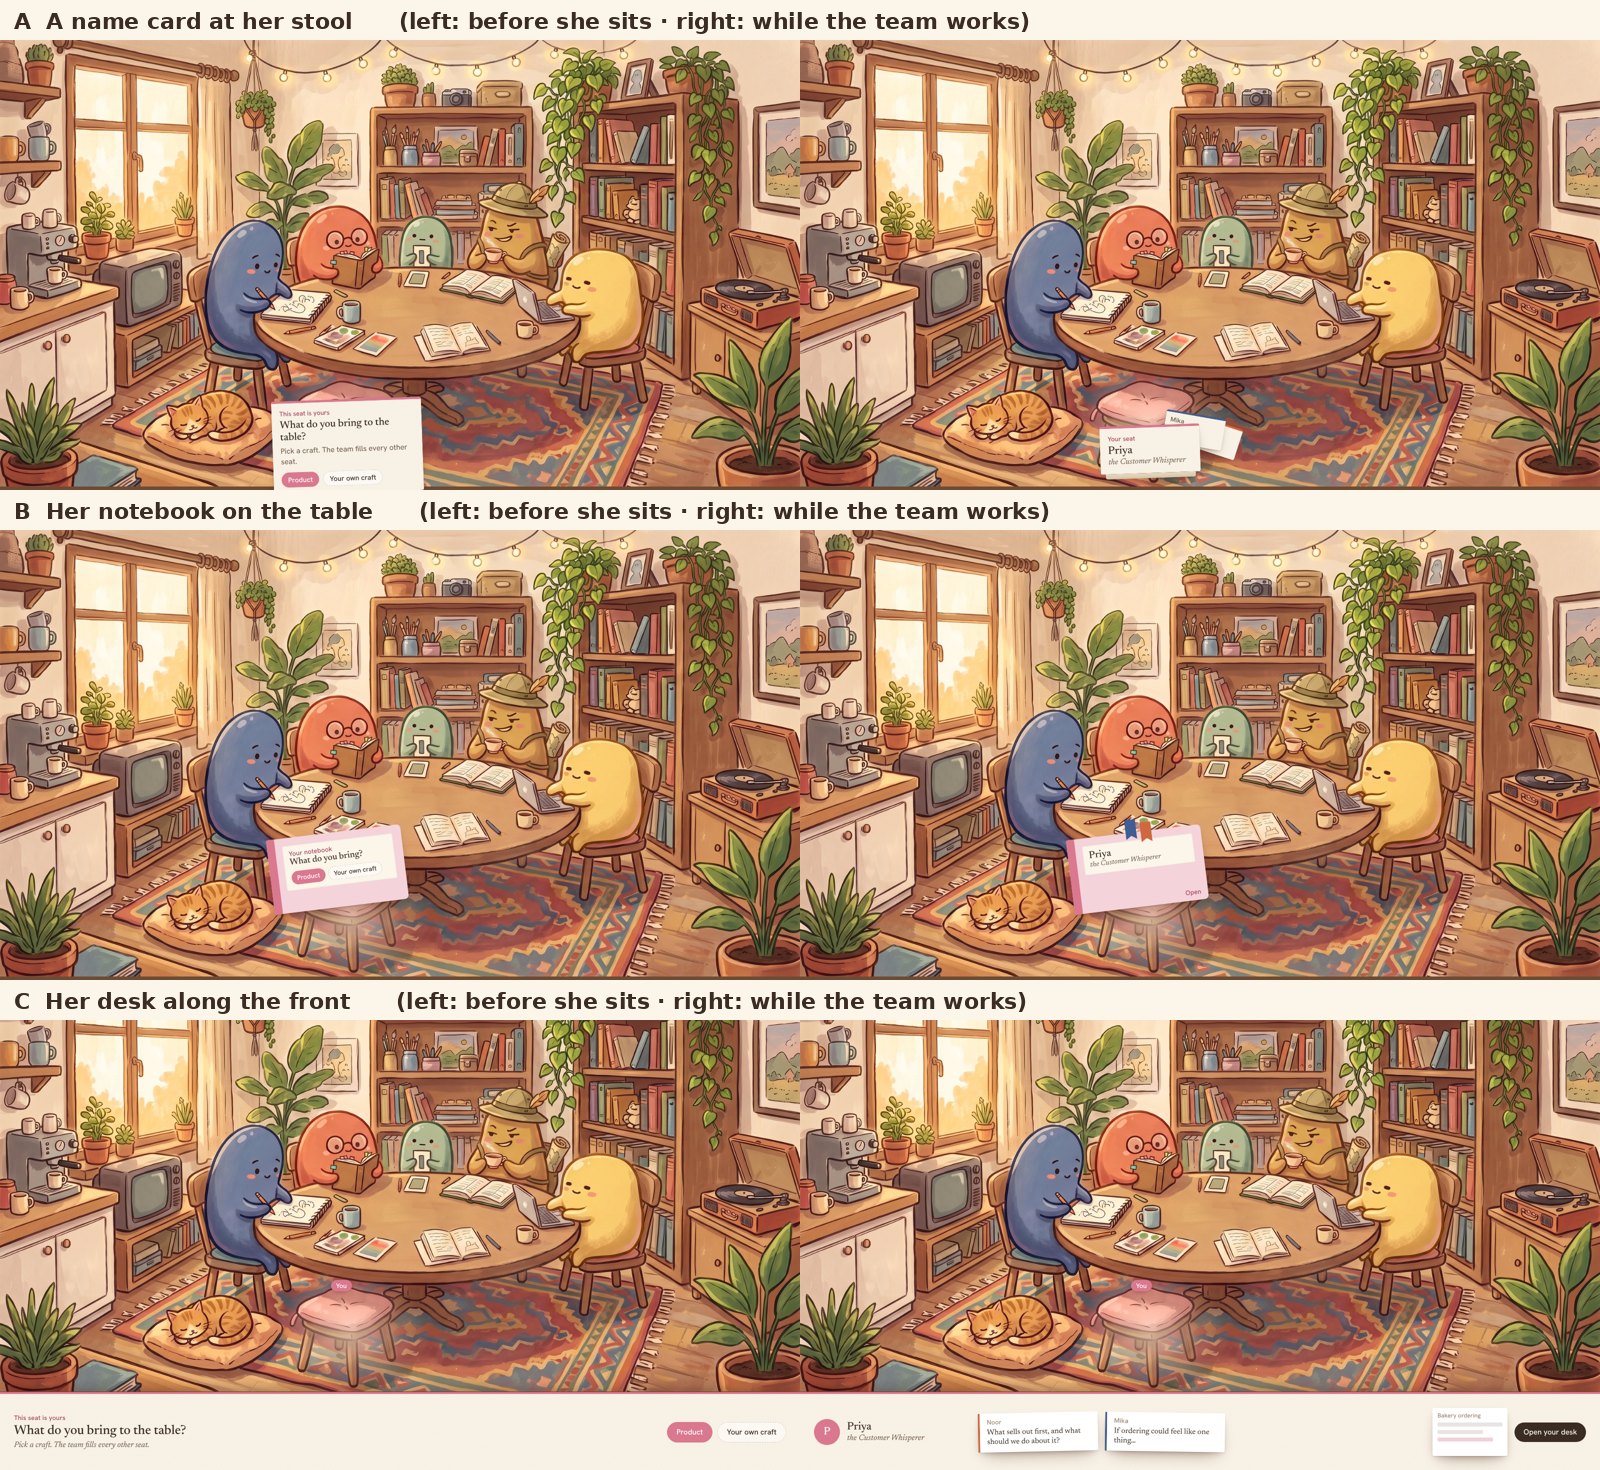 A A name card at her stool (left: before she sits · right: while the team works)
This seat is yours
What do you bring to the
table?
Pick a craft. The team fills every other
seat.
Product
Your own craft
Mika
Your seat
Priya
the Customer Whisperer
B Her notebook on the table (left: before she sits · right: while the team works)
Your notebook
What do you bring?
Product
Your own craft
Priya
the Customer Whisperer
Open
C Her desk along the front (left: before she sits · right: while the team works)
You
You
This seat is yours
What do you bring to the table?
Pick a craft. The team fills every other seat.
Product
Your own craft
P
Priya
the Customer Whisperer
Noor
What sells out first, and what
should we do about it?
Mika
If ordering could feel like one
thing...
Bakery ordering
Open your desk